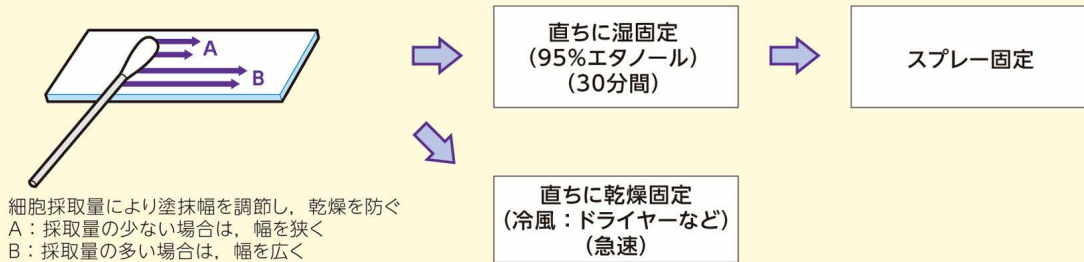 A
B
直ちに湿固定
(95%エタノール)
(30分間)
スプレー固定
直ちに乾燥固定
(冷風:ドライヤーなど)
(急速)
細胞採取量により塗抹幅を調節し,乾燥を防ぐ
A:採取量の少ない場合は,幅を狭く
B:採取量の多い場合は,幅を広く